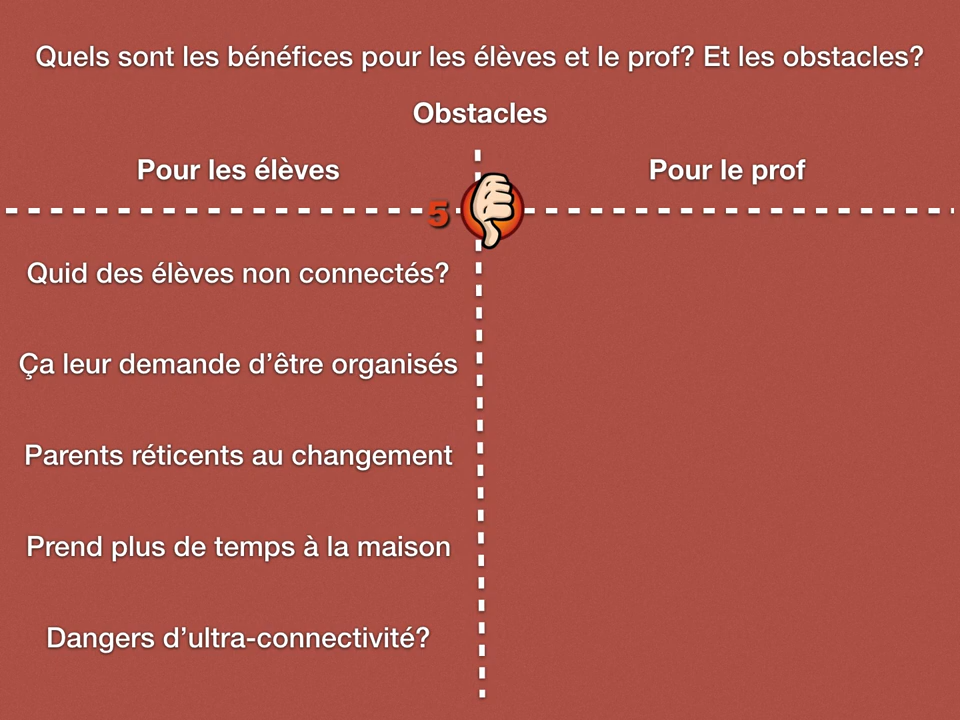 Quels sont les bénéfices pour les élèves et le prof? Et les obstacles?
Obstacles
Pour les élèves
Pour le prof
5
Quid des élèves non connectés?
Ça leur demande d’être organisés
Parents réticents au changement
Prend plus de temps à la maison
Dangers d’ultra-connectivité?